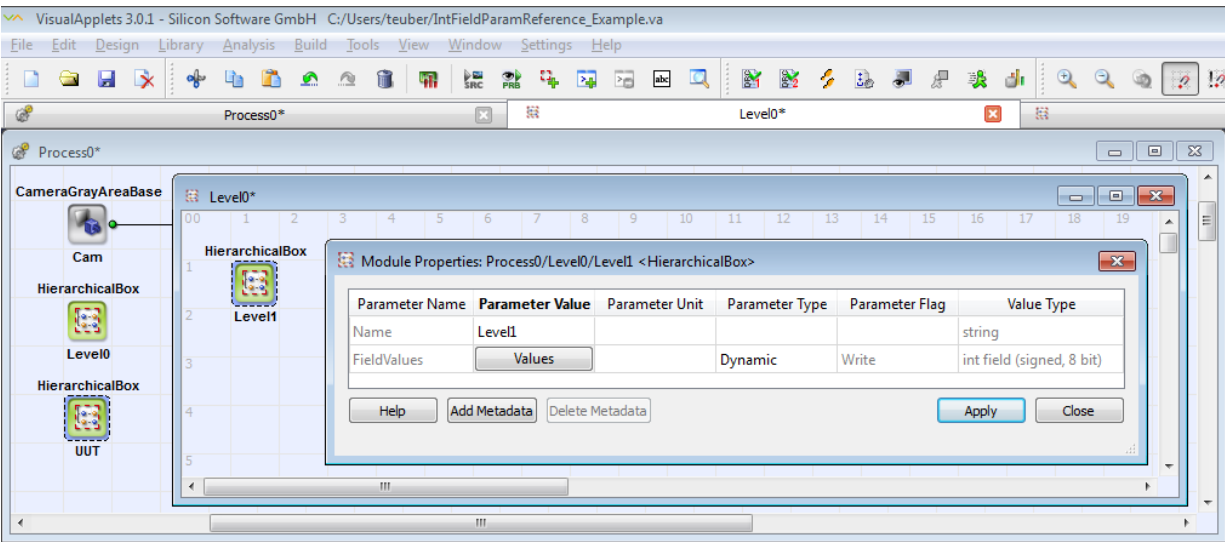 VisualApplets 3.0.1 - Silicon Software GmbH C:/Users/teuber/IntFieldParamReference_Example.va
File Edit Design Library Analysis Build Tools View Window Settings Help
SRC PRB abc
Process0* Level0*
Process0*
CameraGrayAreaBase
Cam
HierarchicalBox
Level0
HierarchicalBox
UUT
Level0*
00 1 2 3 4 5 6 7 8 9 10 11 12 13 14 15 16 17 18 19
1
2
3
4
5
HierarchicalBox
Level1
Module Properties: Process0/Level0/Level1 <HierarchicalBox>
Parameter Name Parameter Value Parameter Unit Parameter Type Parameter Flag Value Type
Name Level1 string
FieldValues Values Dynamic Write int field (signed, 8 bit)
Help Add Metadata Delete Metadata Apply Close